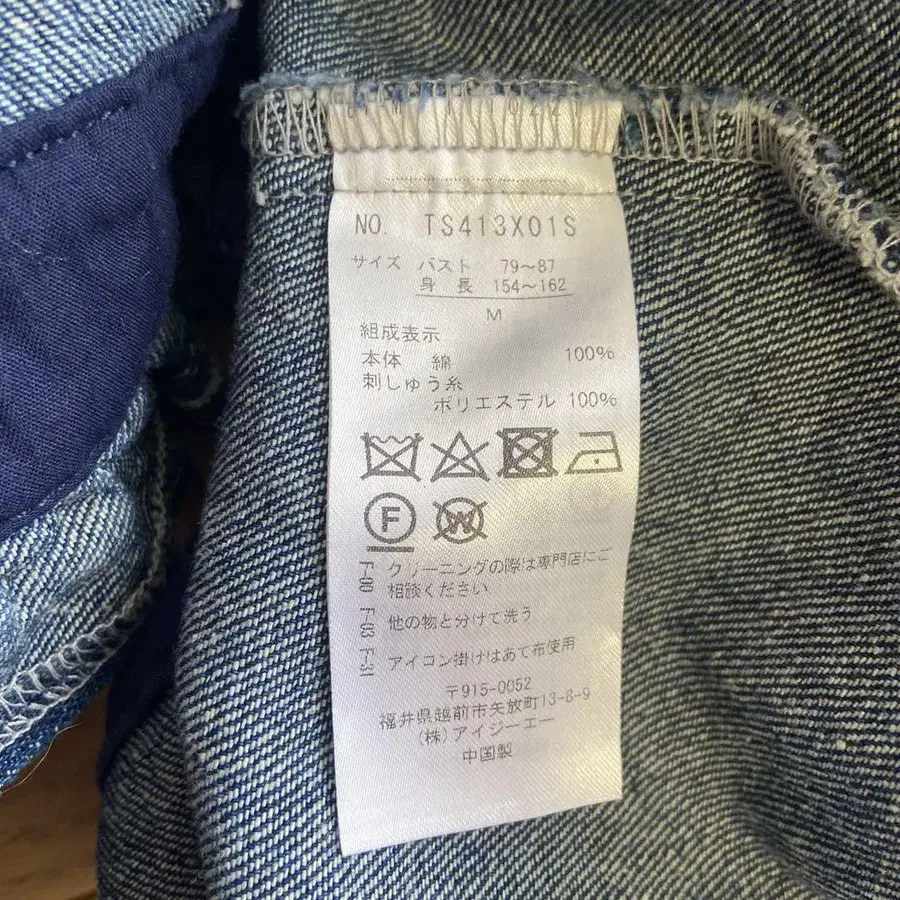 NO. TS413X01S
サイズ バスト 79〜87
身 長 154〜162
M
組成表示
本体 綿 100%
刺しゅう糸
ポリエステル 100%
F
W
F-00 クリーニングの際は専門店にご
相談ください
F-03 他の物と分けて洗う
F-31 アイロン掛けはあて布使用
〒915-0052
福井県越前市矢放町13-8-9
(株)アイジーエー
中国製